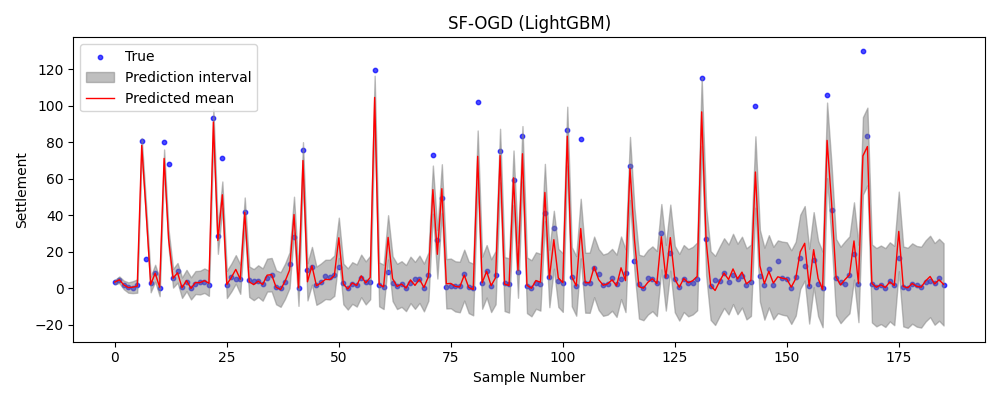 SF-OGD (LightGBM)
True
Prediction interval
Predicted mean
Settlement
120
100
80
60
40
20
0
−20
0
25
50
75
100
125
150
175
Sample Number